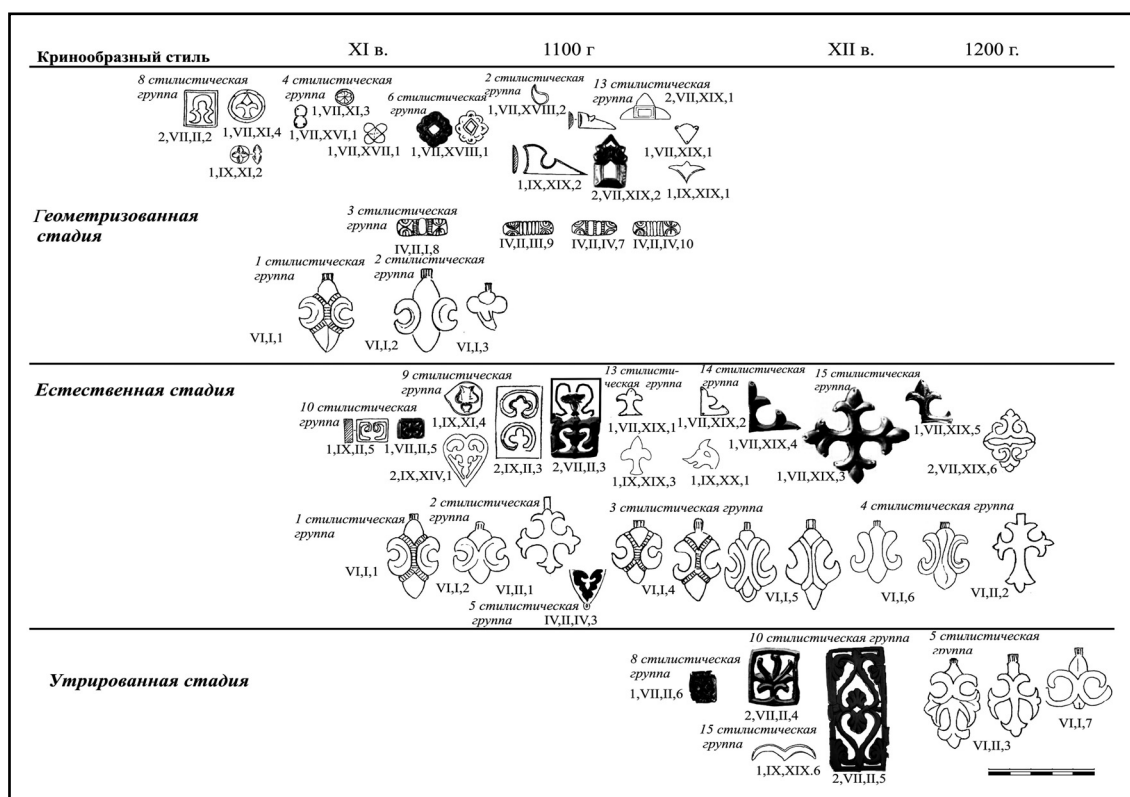 Кринообразный стиль XI в. 1100 г XII в. 1200 г.
8 стилистическая группа
2,VII,II,2
1,VII,XI,4
1,IX,XI,2
4 стилистическая группа
1,VII,XI,3
1,VII,XVI,1
1,VII,XVII,1
6 стилистическая группа
1,VII,XVIII,1
2 стилистическая группа
1,VII,XVIII,2
1,IX,XIX,2
13 стилистическая группа
2,VII,XIX,1
2,VII,XIX,2
1,VII,XIX,1
1,IX,XIX,1
Геометризованная
стадия
3 стилистическая
группа
IV,II,I,8
IV,II,III,9
IV,II,IV,7
IV,II,IV,10
1 стилистическая
группа
VI,I,1
2 стилистическая
группа
VI,I,2
VI,I,3
Естественная стадия
9 стилистическая
группа
1,IX,XI,4
10 стилистическая
группа
1,IX,II,5
1,VII,II,5
2,IX,XIV,1
2,IX,II,3
2,VII,II,3
13 стилисти-
ческая группа
1,VII,XIX,1
1,IX,XIX,3
14 стилистическая
группа
1,VII,XIX,2
1,VII,XIX,4
1,IX,XX,1
15 стилистическая
группа
1,VII,XIX,3
1,VII,XIX,5
2,VII,XIX,6
1 стилистическая
группа
VI,I,1
2 стилистическая
группа
VI,I,2
VI,II,1
5 стилистическая
группа
IV,II,IV,3
3 стилистическая группа
VI,I,4
VI,I,5
4 стилистическая группа
VI,I,6
VI,II,2
Утрированная стадия
8 стилистическая
группа
1,VII,II,6
10 стилистическая группа
2,VII,II,4
2,VII,II,5
15 стилистическая
группа
1,IX,XIX.6
5 стилистическая
группа
VI,II,3
VI,I,7